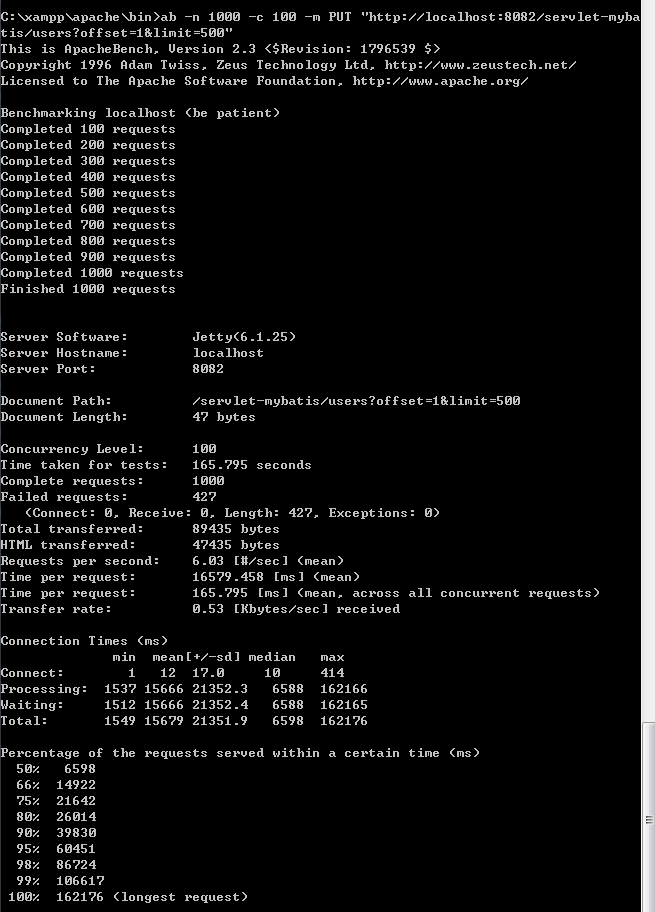 C:\xampp\apache\bin>ab -n 1000 -c 100 -m PUT "http://localhost:8082/servlet-myba
tis/users?offset=1&limit=500"
This is ApacheBench, Version 2.3 <$Revision: 1796539 $>
Copyright 1996 Adam Twiss, Zeus Technology Ltd, http://www.zeustech.net/
Licensed to The Apache Software Foundation, http://www.apache.org/

Benchmarking localhost (be patient)
Completed 100 requests
Completed 200 requests
Completed 300 requests
Completed 400 requests
Completed 500 requests
Completed 600 requests
Completed 700 requests
Completed 800 requests
Completed 900 requests
Completed 1000 requests
Finished 1000 requests


Server Software:        Jetty(6.1.25)
Server Hostname:        localhost
Server Port:            8082

Document Path:          /servlet-mybatis/users?offset=1&limit=500
Document Length:        47 bytes

Concurrency Level:      100
Time taken for tests:   165.795 seconds
Complete requests:      1000
Failed requests:        427
   (Connect: 0, Receive: 0, Length: 427, Exceptions: 0)
Total transferred:      89435 bytes
HTML transferred:       47435 bytes
Requests per second:    6.03 [#/sec] (mean)
Time per request:       16579.458 [ms] (mean)
Time per request:       165.795 [ms] (mean, across all concurrent requests)
Transfer rate:          0.53 [Kbytes/sec] received

Connection Times (ms)
              min  mean[+/-sd] median   max
Connect:        1   12  17.0     10     414
Processing:  1537 15666 21352.3   6588  162166
Waiting:     1512 15666 21352.4   6588  162165
Total:       1549 15679 21351.9   6598  162176

Percentage of the requests served within a certain time (ms)
  50%   6598
  66%  14922
  75%  21642
  80%  26014
  90%  39830
  95%  60451
  98%  86724
  99%  106617
 100%  162176 (longest request)